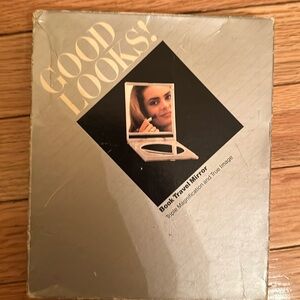 GOOD
LOOKS!
Book Travel Mirror
Triple Magnification and True Image